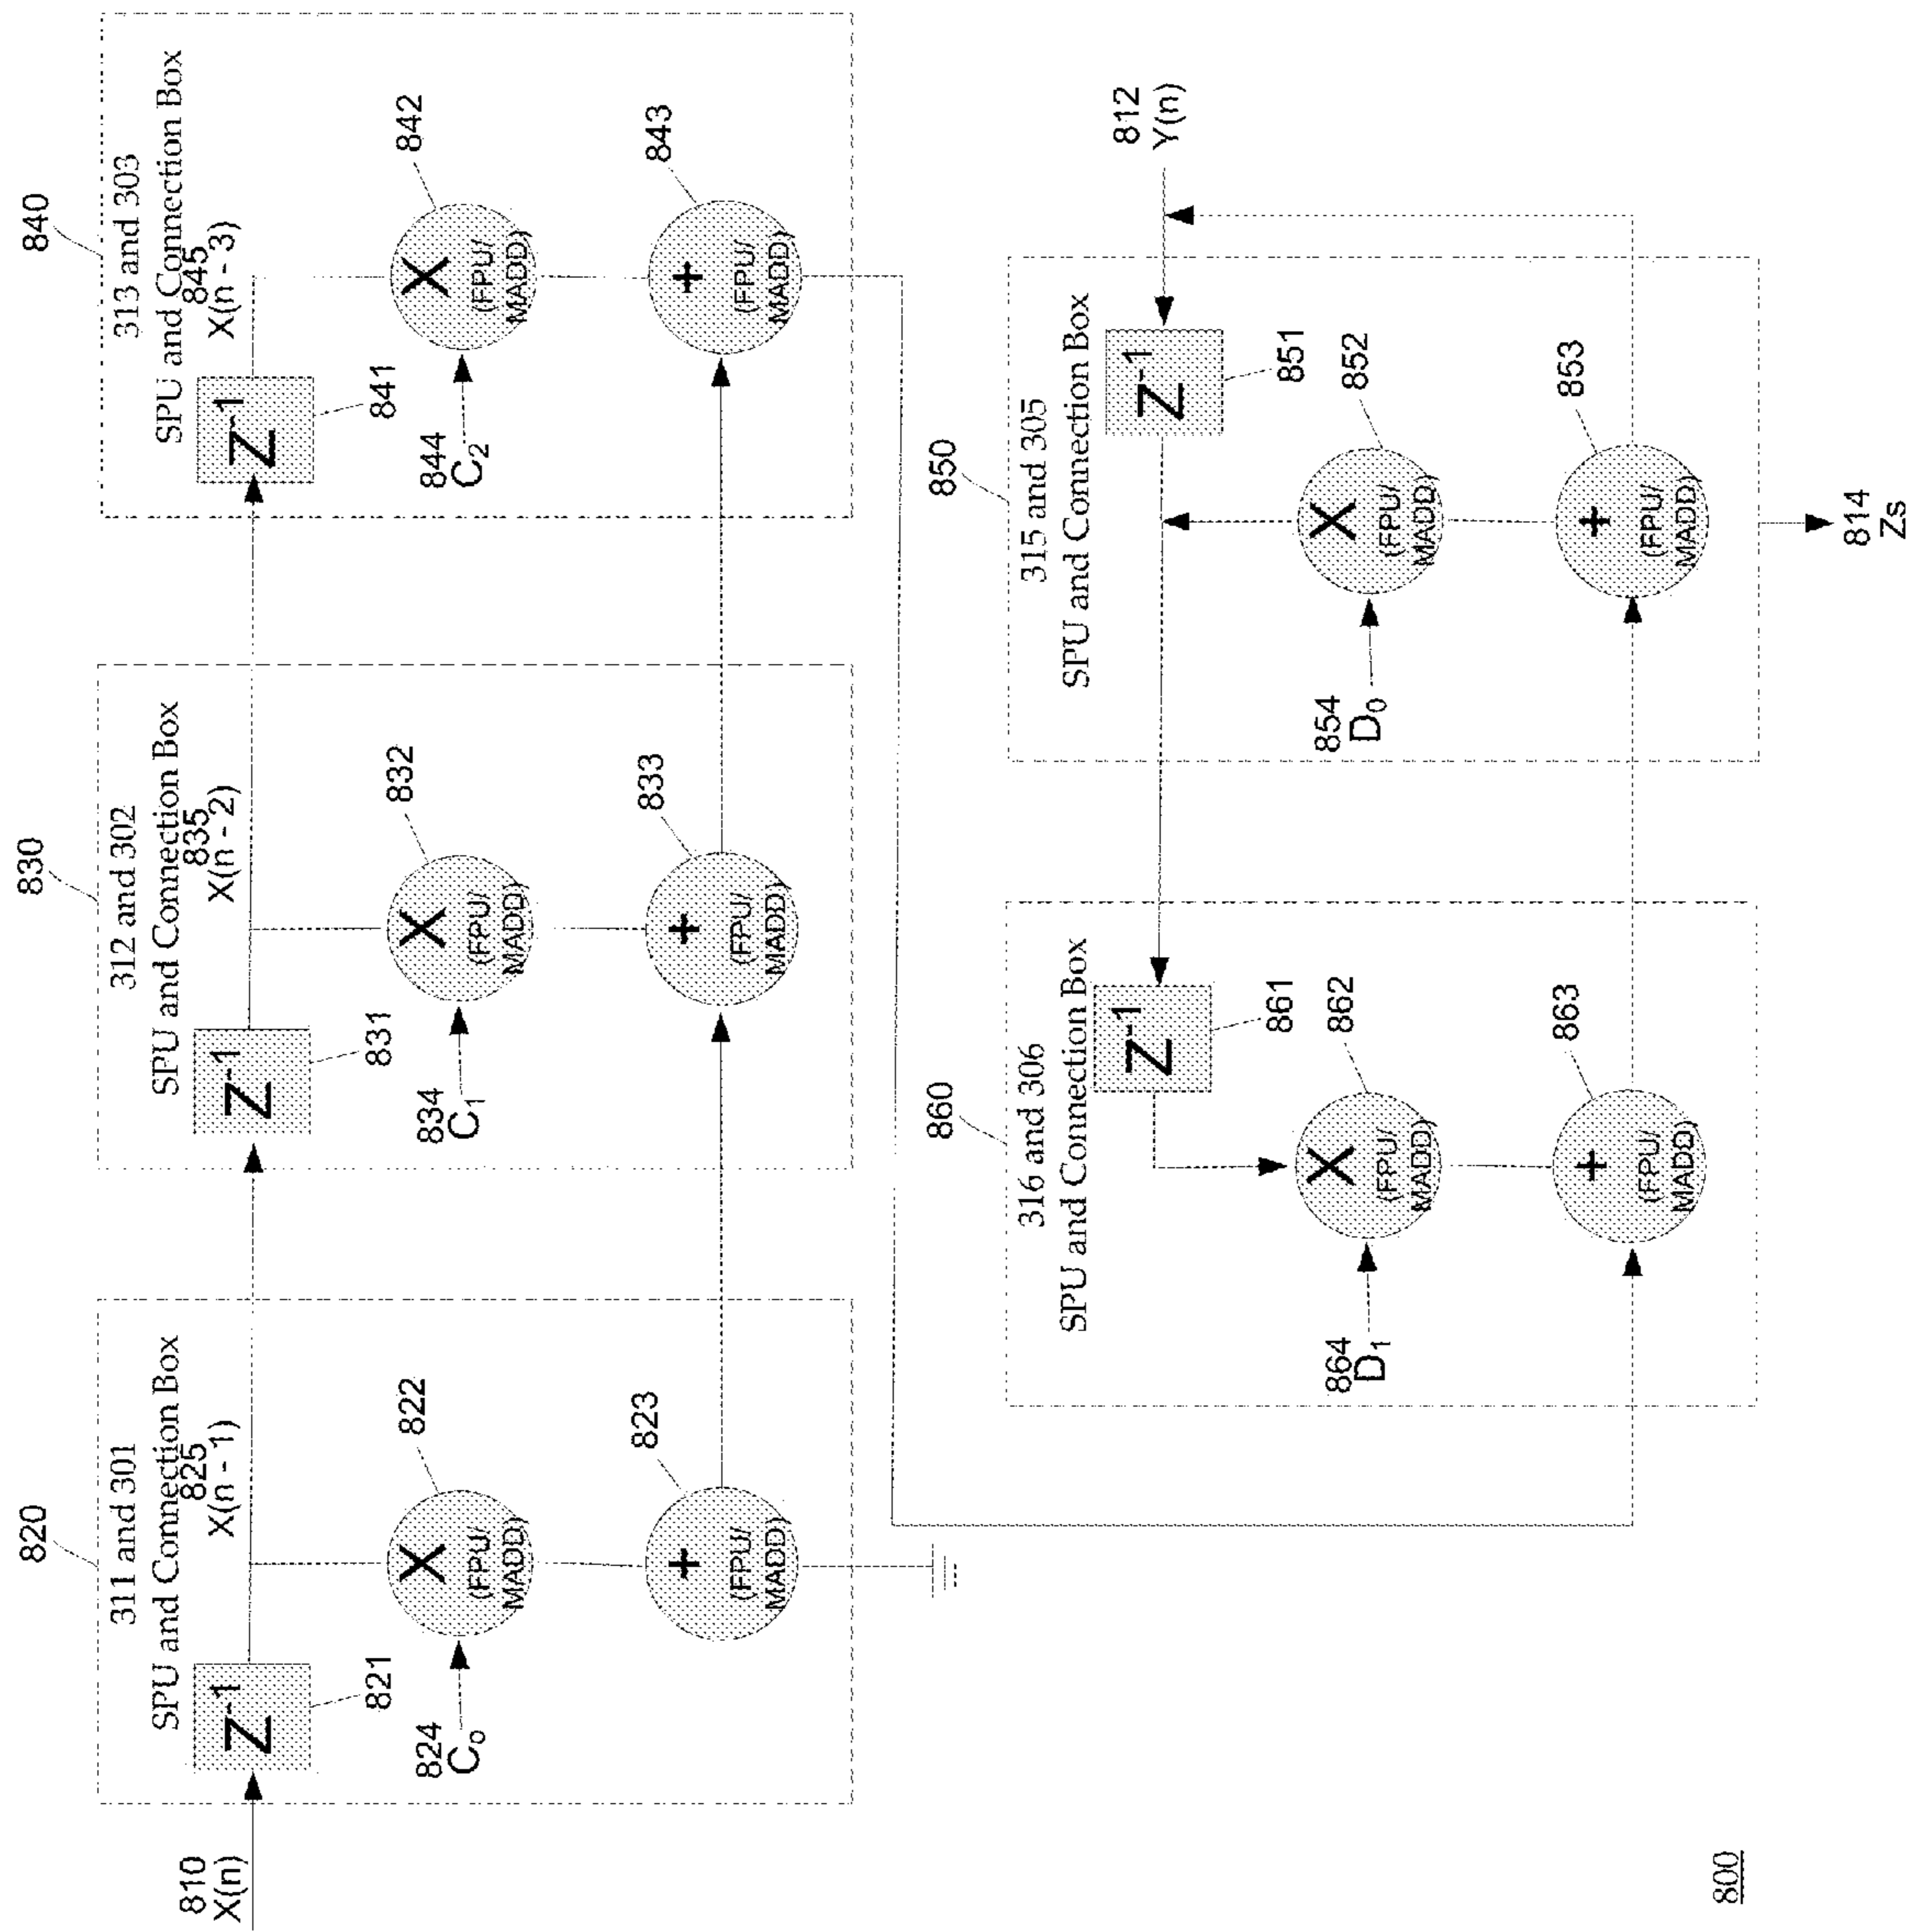 820
311 and 301
SPU and Connection Box
825
X(n - 1)
810
X(n)
Z-1
821
822
X
(FPU/
MADD)
824
Co
823
+
(FPU/
MADD)
830
312 and 302
SPU and Connection Box
835
X(n - 2)
Z-1
831
832
X
(FPU/
MADD)
834
C1
833
+
(FPU/
MADD)
840
313 and 303
SPU and Connection Box
845
X(n - 3)
Z-1
841
842
X
(FPU/
MADD)
844
C2
843
+
(FPU/
MADD)
860
316 and 306
SPU and Connection Box
Z-1
861
862
X
(FPU/
MADD)
864
D1
863
+
(FPU/
MADD)
850
315 and 305
SPU and Connection Box
812
Y(n)
Z-1
851
852
X
(FPU/
MADD)
854
D0
853
+
(FPU/
MADD)
814
Zs
800